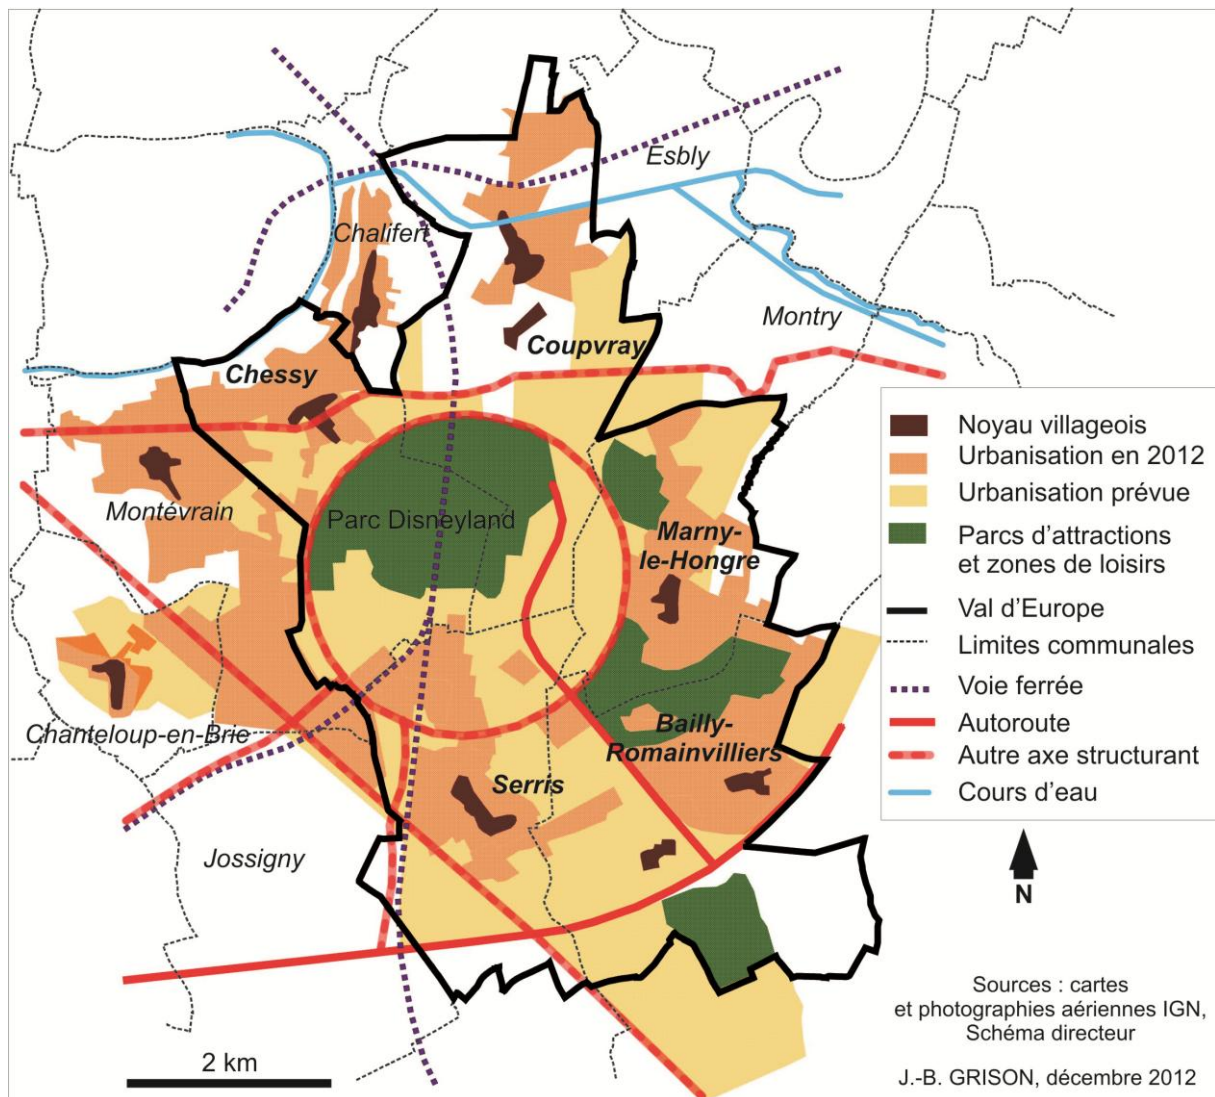 Esbly
Chalifert
Montry
Coupvray
Chessy
Montévrain
Parc Disneyland
Marny-
le-Hongre
Chanteloup-en-Brie
Bailly-
Romainvilliers
Serris
Jossigny
Noyau villageois
Urbanisation en 2012
Urbanisation prévue
Parcs d'attractions
et zones de loisirs
Val d'Europe
Limites communales
Voie ferrée
Autoroute
Autre axe structurant
Cours d'eau
N
2 km
Sources : cartes
et photographies aériennes IGN,
Schéma directeur
J.-B. GRISON, décembre 2012